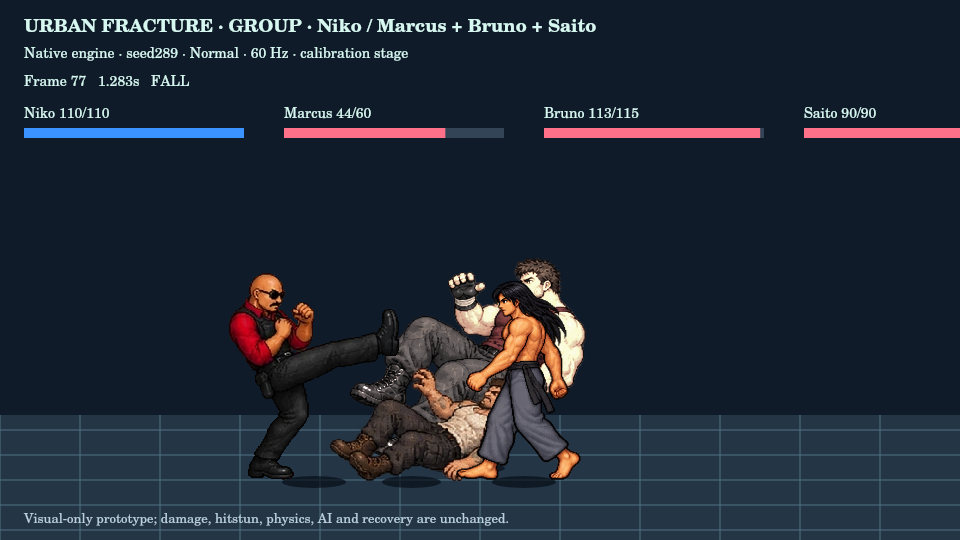 URBAN FRACTURE · GROUP · Niko / Marcus + Bruno + Saito
Native engine · seed289 · Normal · 60 Hz · calibration stage
Frame 77 1.283s FALL
Niko 110/110 Marcus 44/60 Bruno 113/115 Saito 90/90
Visual-only prototype; damage, hitstun, physics, AI and recovery are unchanged.